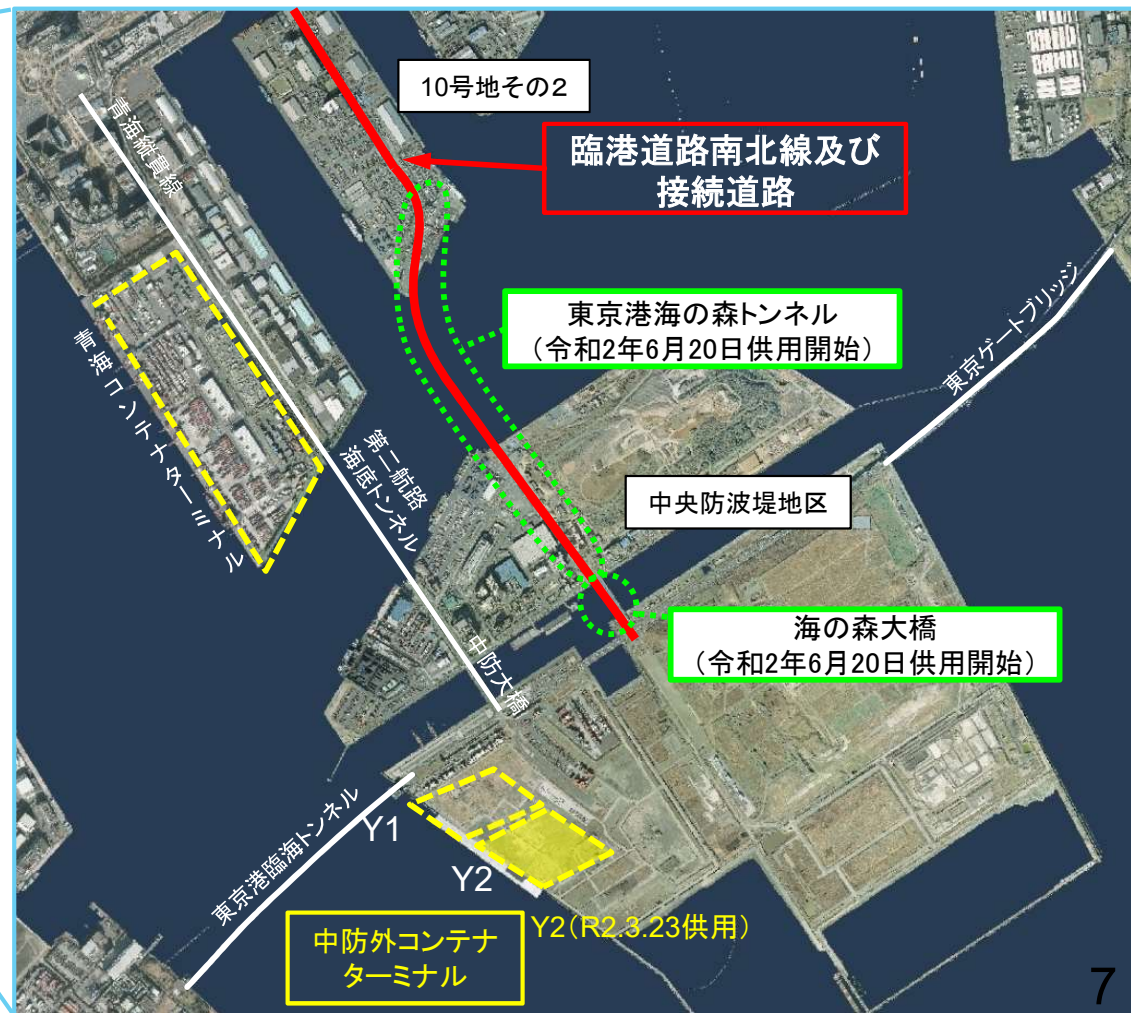 10号地その2
臨港道路南北線及び
接続道路
青海縦貫線
東京港海の森トンネル
(令和2年6月20日供用開始)
東京ゲートブリッジ
青海コンテナターミナル
第二航路
海底トンネル
中央防波堤地区
海の森大橋
(令和2年6月20日供用開始)
中防大橋
東京港臨海トンネル
Y1
Y2
Y2(R2.3.23供用)
中防外コンテナ
ターミナル
7